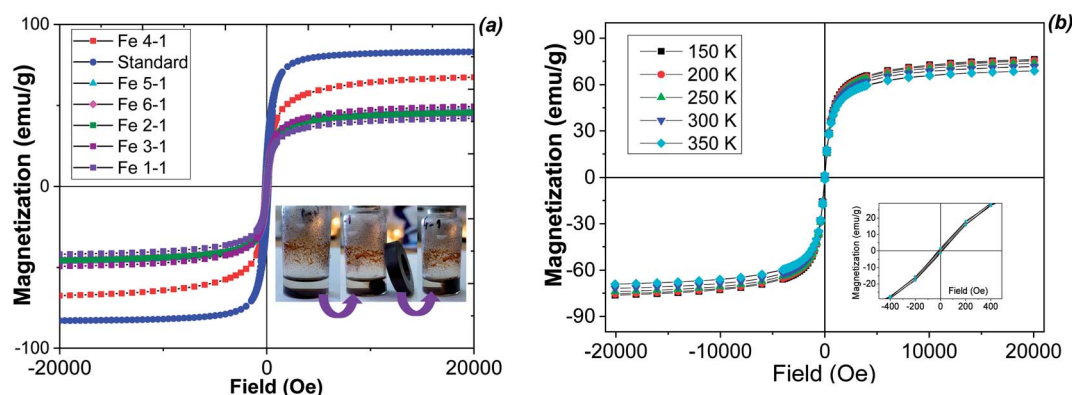 (a)
100
50
0
-50
-100
Magnetization (emu/g)
Fe 4-1
Standard
Fe 5-1
Fe 6-1
Fe 2-1
Fe 3-1
Fe 1-1
-20000 0 20000
Field (Oe)
(b)
90
60
30
0
-30
-60
-90
Magnetization (emu/g)
150 K
200 K
250 K
300 K
350 K
20
10
0
-10
-20
Magnetization (emu/g)
Field (Oe)
-400 -200 0 200 400
-20000 -10000 0 10000 20000
Field (Oe)